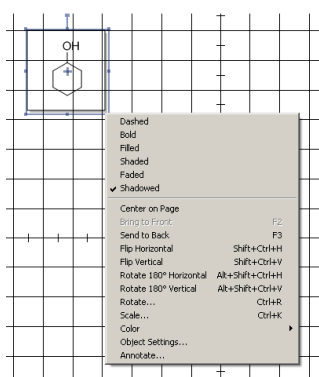 OH
Dashed
Bold
Filled
Shaded
Faded
Shadowed
Center on Page
Bring to Front F2
Send to Back F3
Flip Horizontal Shift+Ctrl+H
Flip Vertical Shift+Ctrl+V
Rotate 180° Horizontal Alt+Shift+Ctrl+H
Rotate 180° Vertical Alt+Shift+Ctrl+V
Rotate... Ctrl+R
Scale... Ctrl+K
Color
Object Settings...
Annotate...